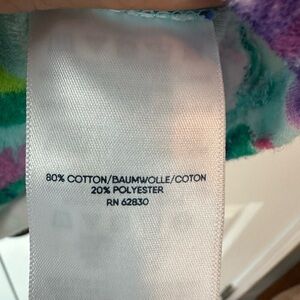 80% COTTON/BAUMWOLLE/COTON
20% POLYESTER
RN 62830